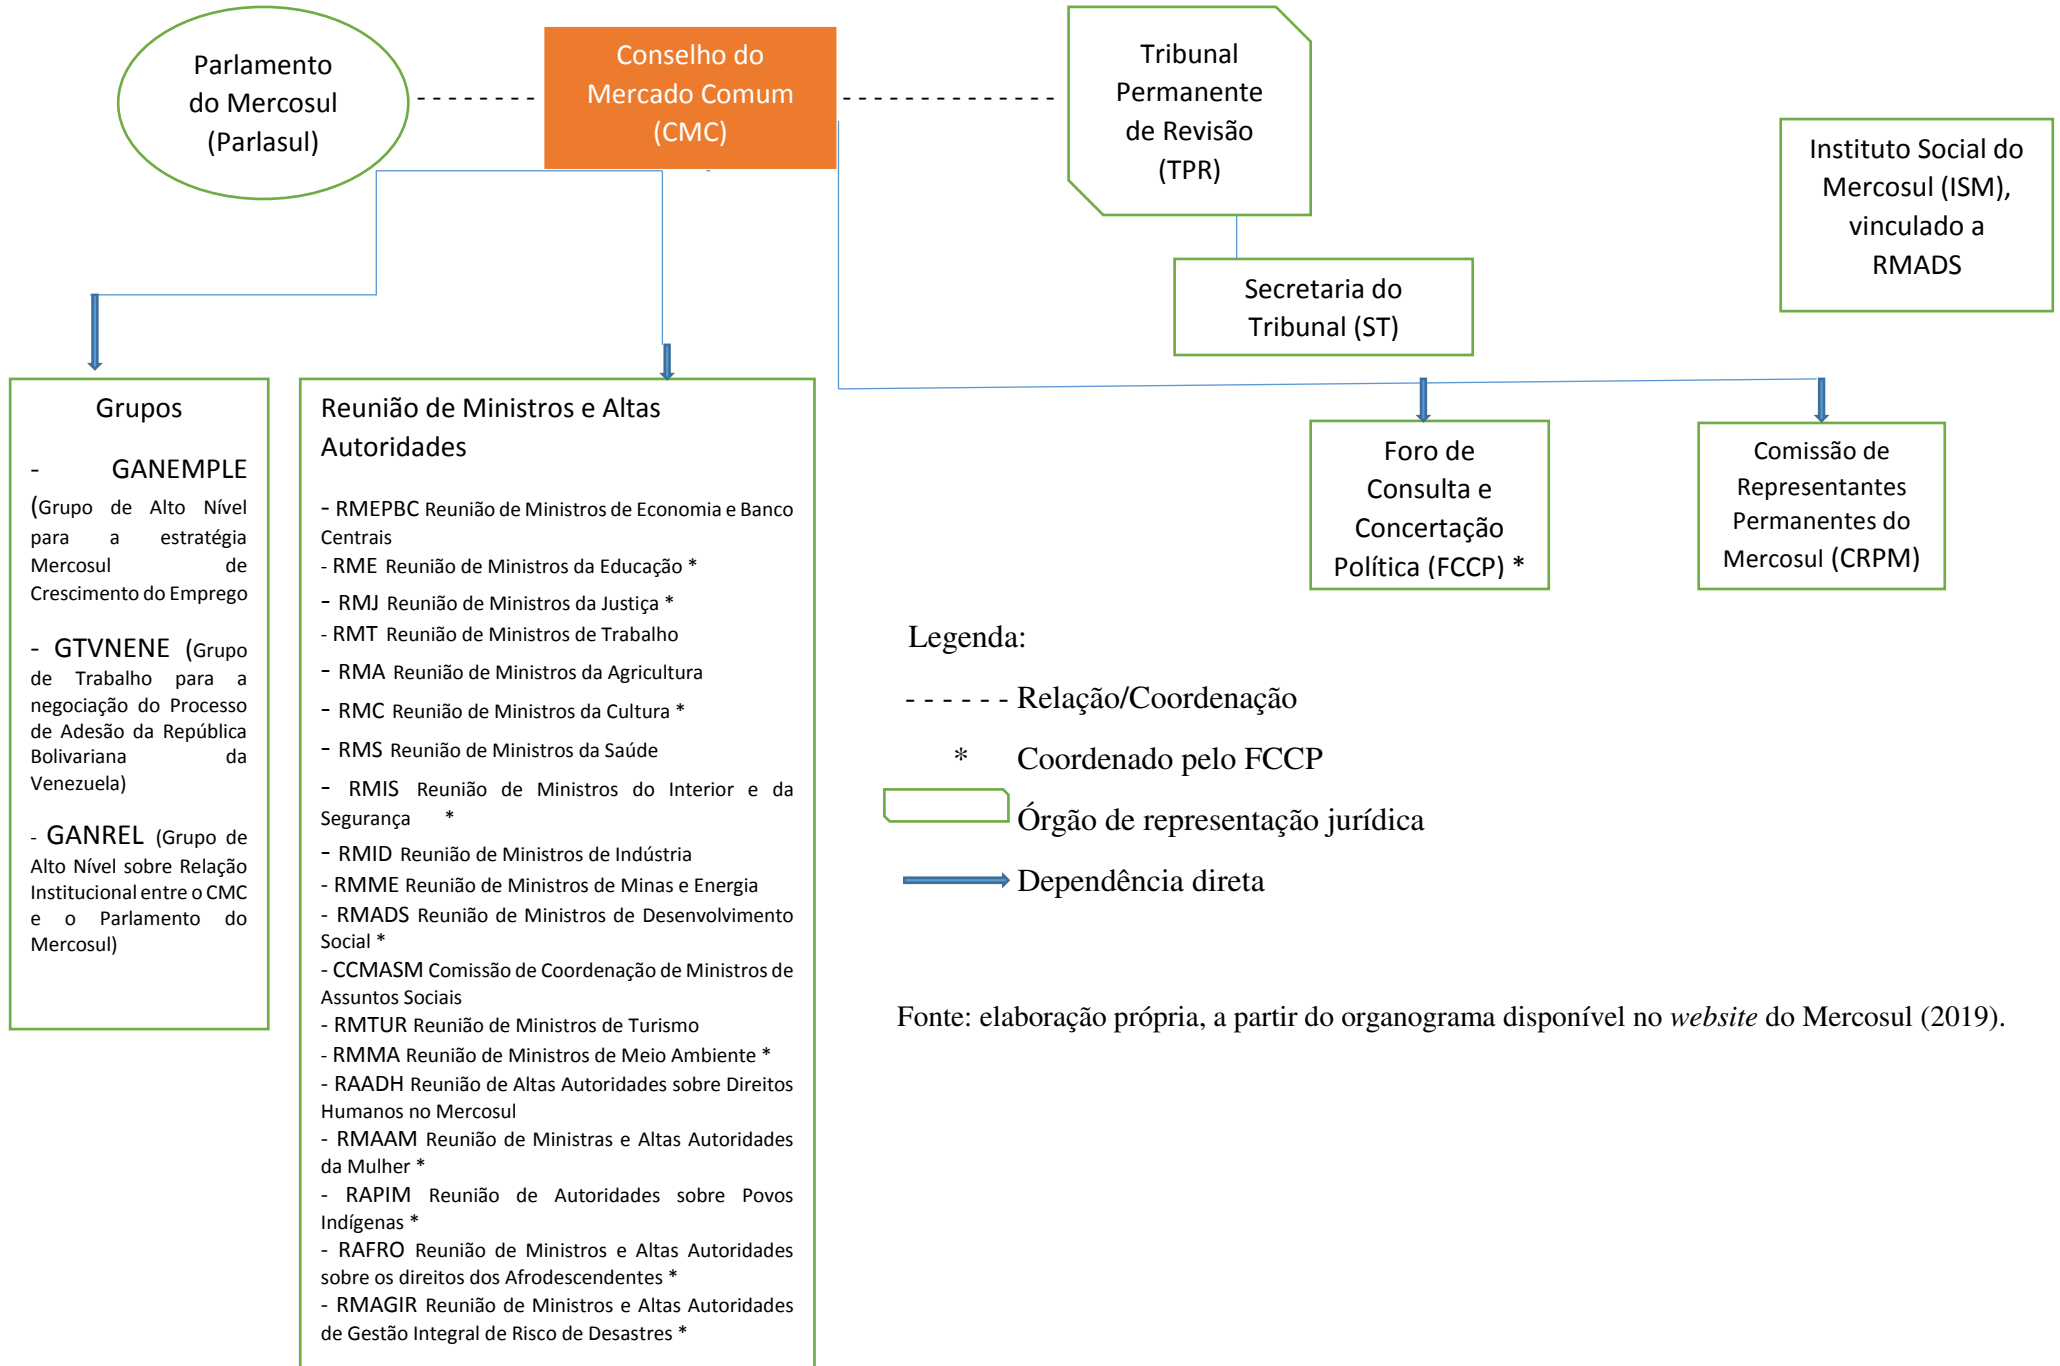 Parlamento
do Mercosul
(Parlasul)
Conselho do
Mercado Comum
(CMC)
Tribunal
Permanente
de Revisão
(TPR)
Instituto Social do
Mercosul (ISM),
vinculado a
RMADS
Secretaria do
Tribunal (ST)
Grupos
- GANEMPLE
(Grupo de Alto Nível
para a estratégia
Mercosul de
Crescimento do Emprego
- GTVNENE (Grupo
de Trabalho para a
negociação do Processo
de Adesão da República
Bolivariana da
Venezuela)
- GANREL (Grupo de
Alto Nível sobre Relação
Institucional entre o CMC
e o Parlamento do
Mercosul)
Reunião de Ministros e Altas
Autoridades
- RMEPBC Reunião de Ministros de Economia e Banco
Centrais
- RME Reunião de Ministros da Educação *
- RMJ Reunião de Ministros da Justiça *
- RMT Reunião de Ministros de Trabalho
- RMA Reunião de Ministros da Agricultura
- RMC Reunião de Ministros da Cultura *
- RMS Reunião de Ministros da Saúde
- RMIS Reunião de Ministros do Interior e da
Segurança *
- RMID Reunião de Ministros de Indústria
- RMME Reunião de Ministros de Minas e Energia
- RMADS Reunião de Ministros de Desenvolvimento
Social *
- CCMASM Comissão de Coordenação de Ministros de
Assuntos Sociais
- RMTUR Reunião de Ministros de Turismo
- RMMA Reunião de Ministros de Meio Ambiente *
- RAADH Reunião de Altas Autoridades sobre Direitos
Humanos no Mercosul
- RMAAM Reunião de Ministras e Altas Autoridades
da Mulher *
- RAPIM Reunião de Autoridades sobre Povos
Indígenas *
- RAFRO Reunião de Ministros e Altas Autoridades
sobre os direitos dos Afrodescendentes *
- RMAGIR Reunião de Ministros e Altas Autoridades
de Gestão Integral de Risco de Desastres *
Foro de
Consulta e
Concertação
Política (FCCP) *
Comissão de
Representantes
Permanentes do
Mercosul (CRPM)
Legenda:
- - - - - - Relação/Coordenação
* Coordenado pelo FCCP
Órgão de representação jurídica
Dependência direta
Fonte: elaboração própria, a partir do organograma disponível no website do Mercosul (2019).